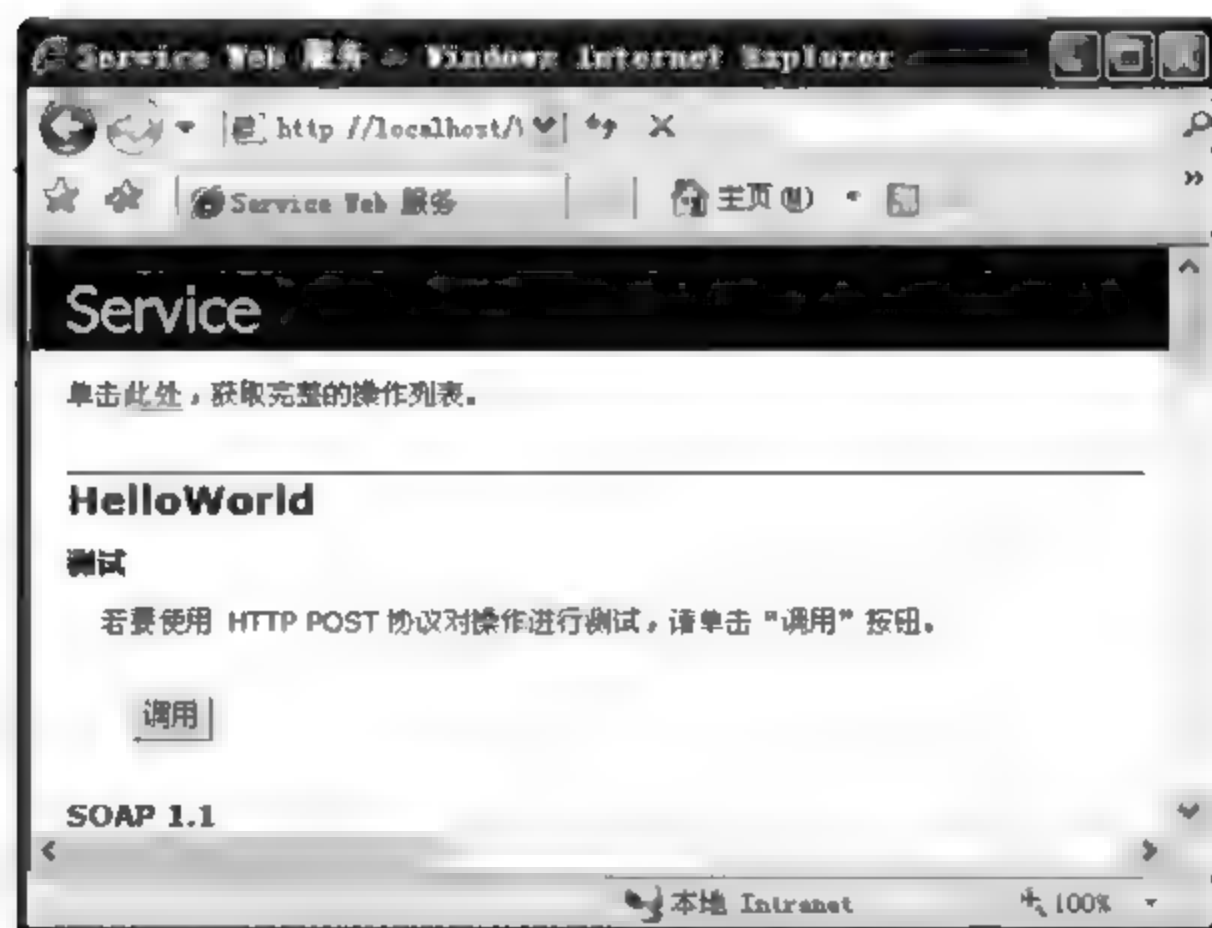 Service Web 服务 - Windows Internet Explorer
http //localhost/
Service Web 服务
主页(M)
Service
单击此处，获取完整的操作列表。
HelloWorld
测试
若要使用 HTTP POST 协议对操作进行测试，请单击“调用”按钮。
调用
SOAP 1.1
本地 Intranet
100%